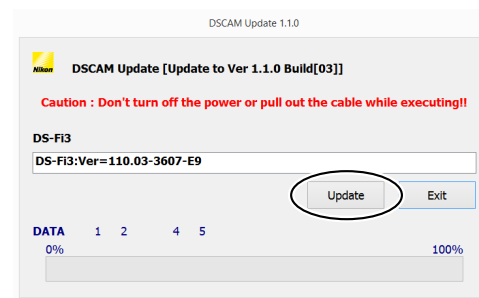 DSCAM Update 1.1.0
Nikon DSCAM Update [Update to Ver 1.1.0 Build[03]]
Caution : Don't turn off the power or pull out the cable while executing!!
DS-Fi3
DS-Fi3:Ver=110.03-3607-E9
Update Exit
DATA 1 2 4 5
0% 100%